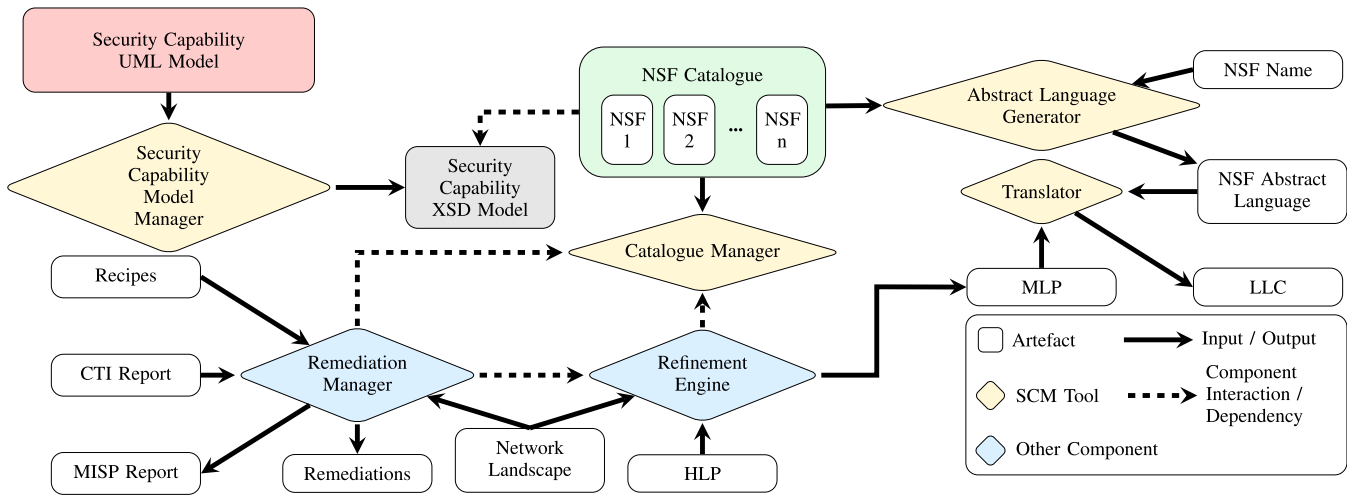 Security Capability
UML Model
Security
Capability
Model
Manager
Security
Capability
XSD Model
NSF Catalogue
NSF
1
NSF
2
...
NSF
n
Abstract Language
Generator
NSF Name
Translator
NSF Abstract
Language
Catalogue Manager
Recipes
MLP
LLC
CTI Report
Remediation
Manager
Refinement
Engine
MISP Report
Remediations
Network
Landscape
HLP
Artefact
Input / Output
SCM Tool
Component
Interaction /
Dependency
Other Component